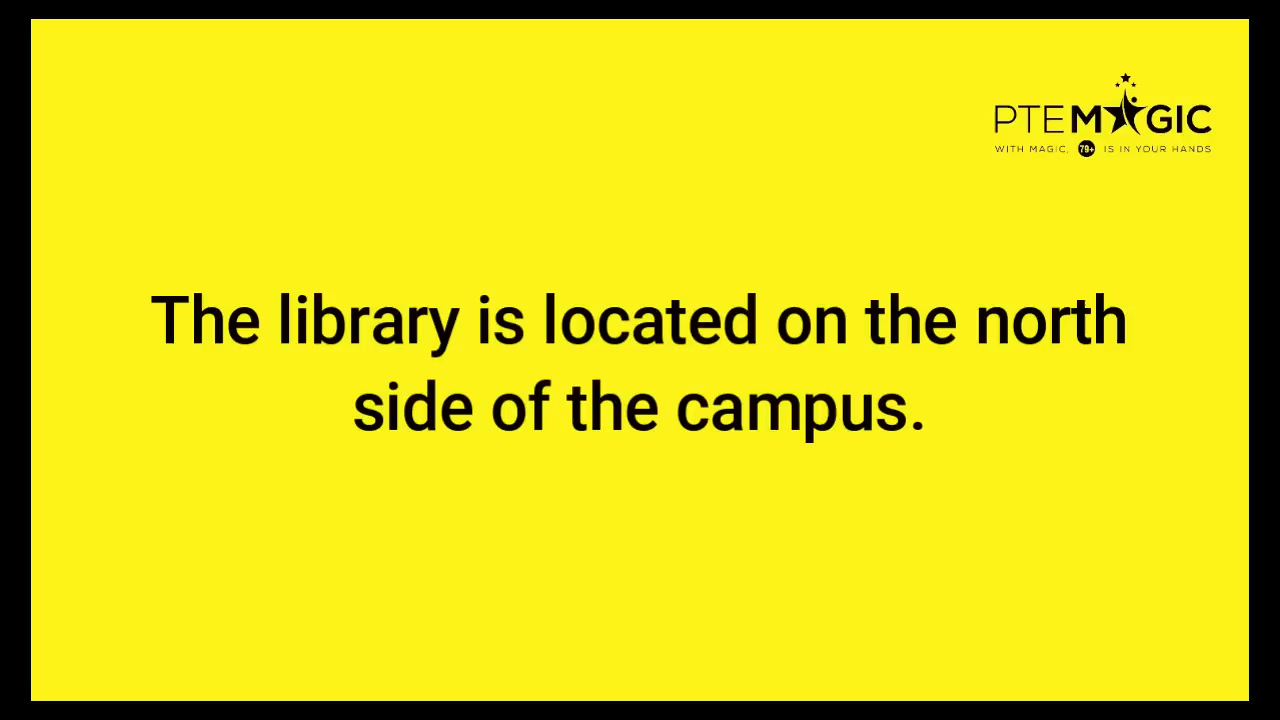 PTEMAGIC
WITH MAGIC, 79+ IS IN YOUR HANDS
The library is located on the north
side of the campus.